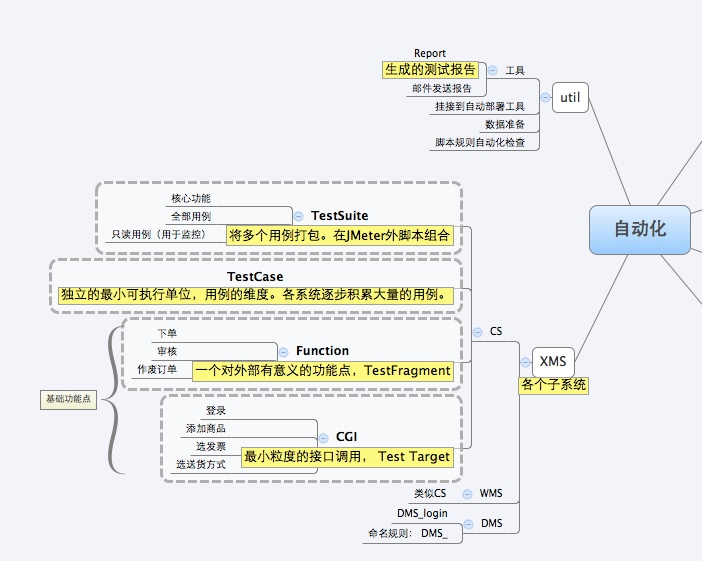 Report
生成的测试报告
邮件发送报告
工具
挂接到自动部署工具
数据准备
脚本规则自动化检查
util
自动化
核心功能
全部用例
只读用例（用于监控）
TestSuite
将多个用例打包。在JMeter外脚本组合
TestCase
独立的最小可执行单位，用例的维度。各系统逐步积累大量的用例。
下单
审核
作废订单
Function
一个对外部有意义的功能点，TestFragment
基础功能点
登录
添加商品
选发票
选送货方式
CGI
最小粒度的接口调用， Test Target
CS
XMS
各个子系统
类似CS
WMS
DMS_login
命名规则： DMS_
DMS